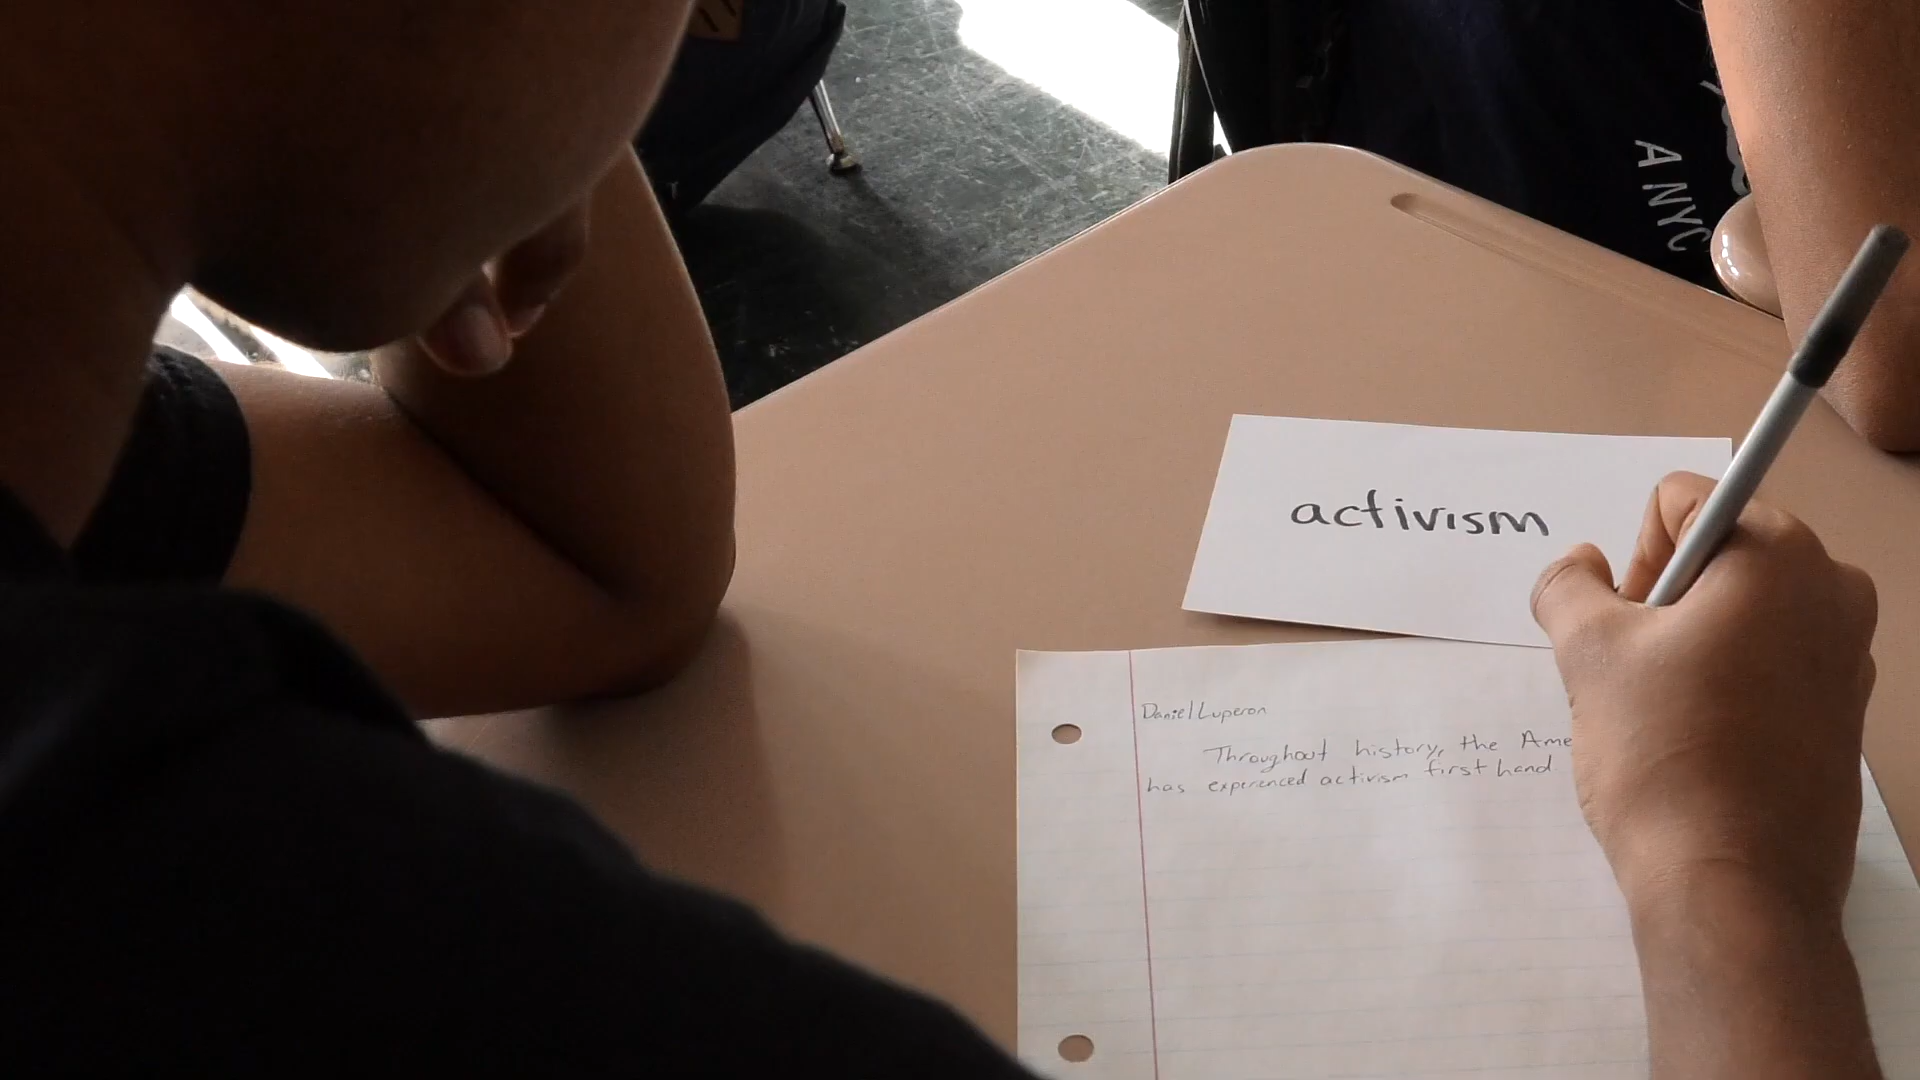 A NYC
activism
Daniel Luperon
Throughout history, the Ame
has experienced activism first hand